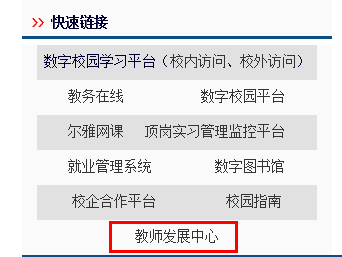 快速链接
数字校园学习平台（校内访问、校外访问）
教务在线 数字校园平台
尔雅网课 顶岗实习管理监控平台
就业管理系统 数字图书馆
校企合作平台 校园指南
教师发展中心